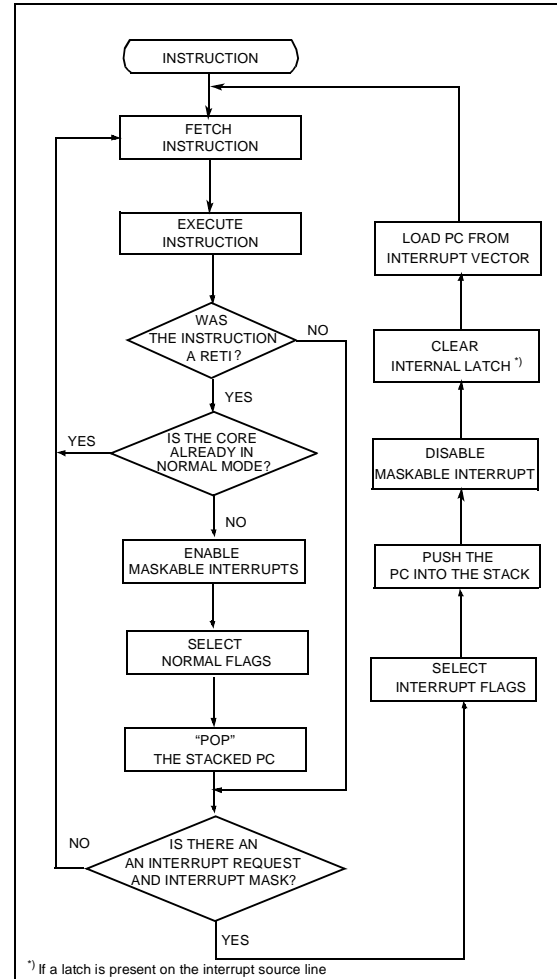 INSTRUCTION
FETCH
INSTRUCTION
EXECUTE
INSTRUCTION
WAS
THE INSTRUCTION
A RETI ?
NO
YES
IS THE CORE
ALREADY IN
NORMAL MODE?
YES
NO
ENABLE
MASKABLE INTERRUPTS
SELECT
NORMAL FLAGS
“POP”
THE STACKED PC
IS THERE AN
AN INTERRUPT REQUEST
AND INTERRUPT MASK?
NO
YES
SELECT
INTERRUPT FLAGS
PUSH THE
PC INTO THE STACK
DISABLE
MASKABLE INTERRUPT
CLEAR
INTERNAL LATCH *)
LOAD PC FROM
INTERRUPT VECTOR
*) If a latch is present on the interrupt source line